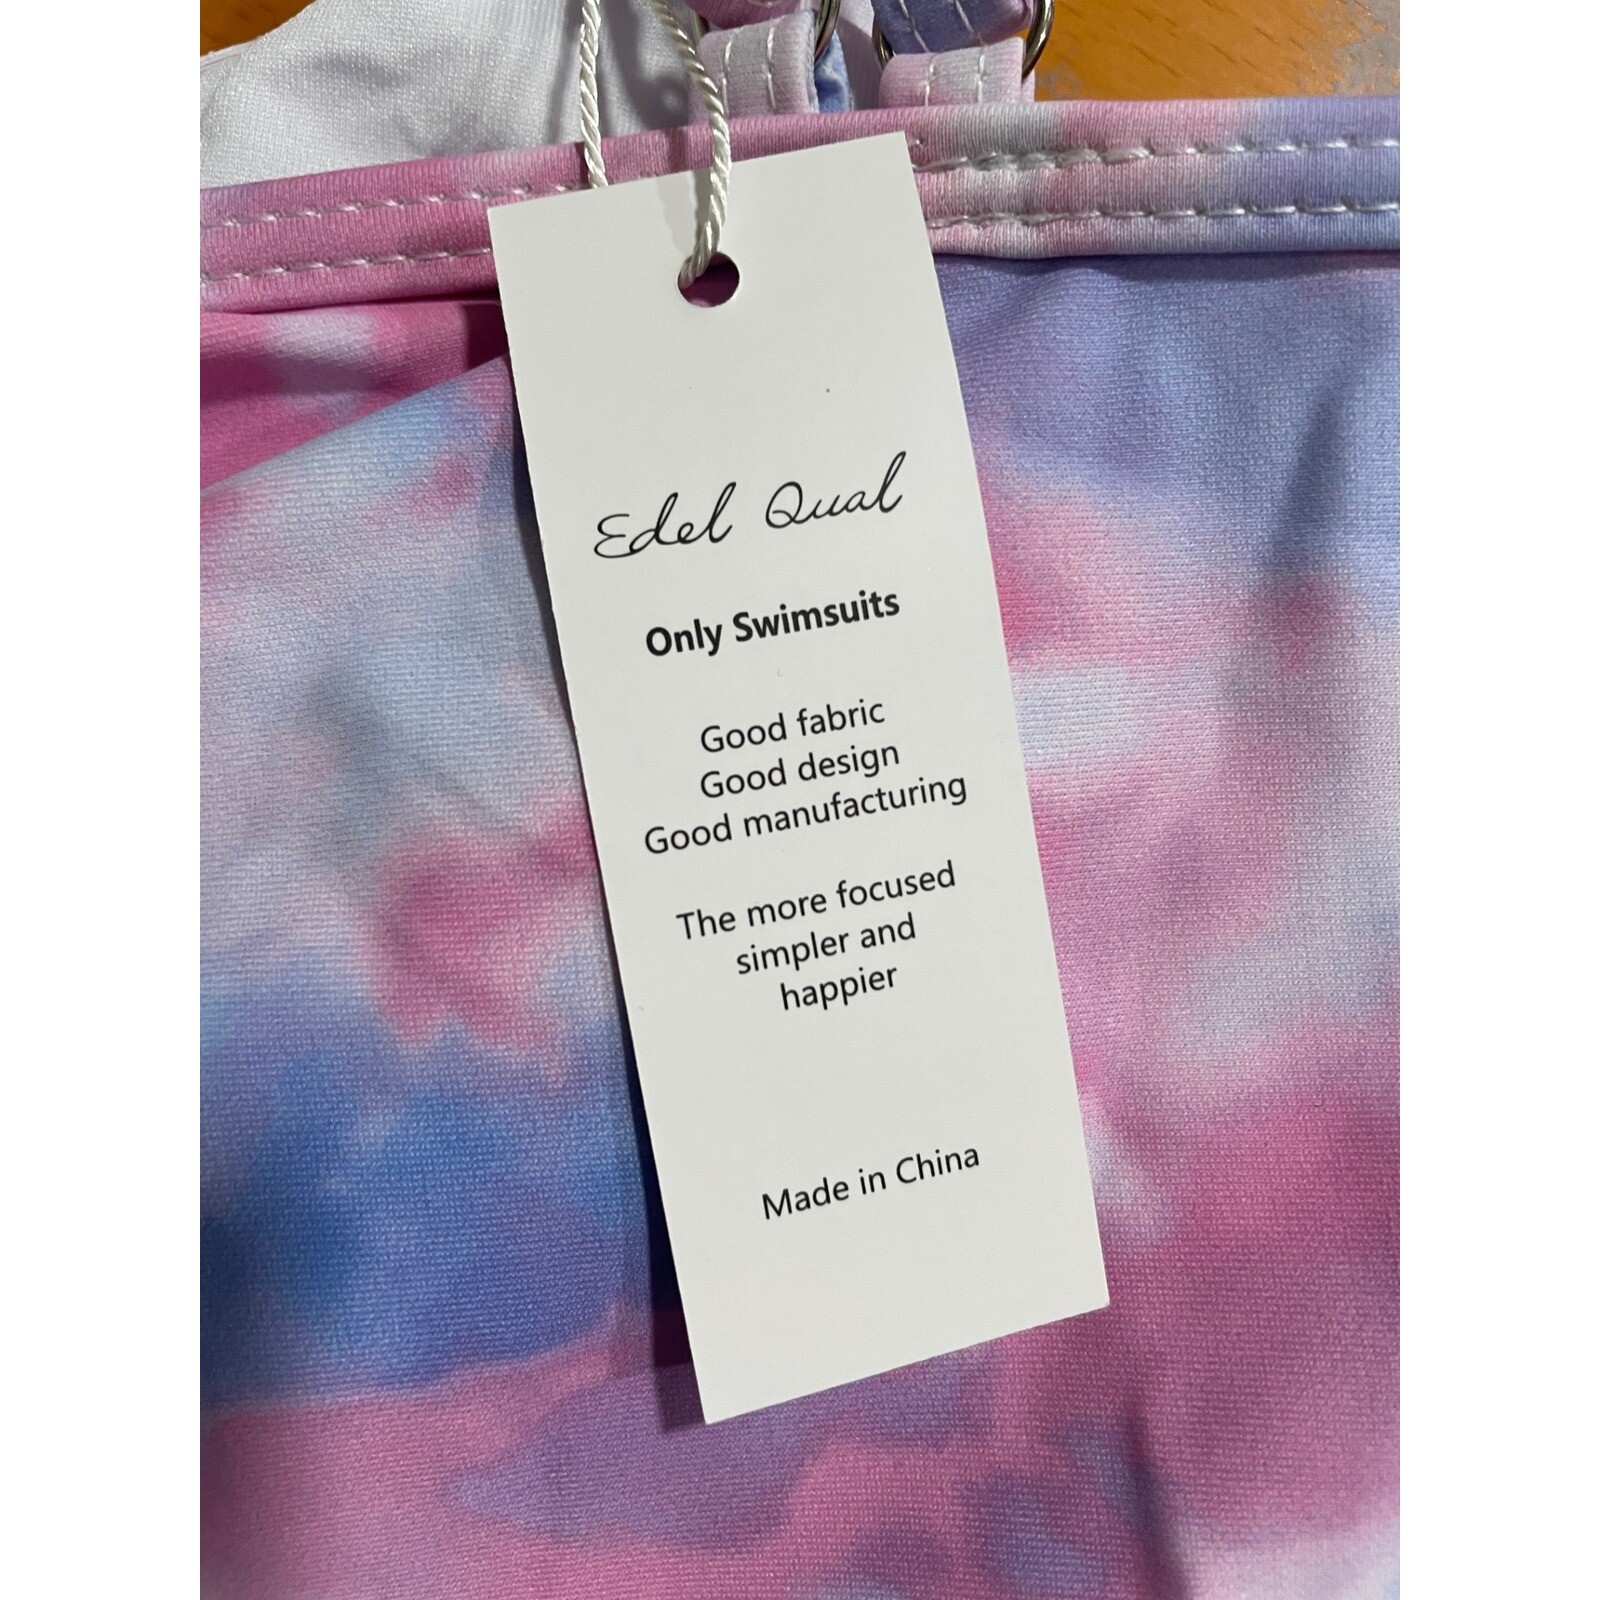 Edel Qual
Only Swimsuits
Good fabric
Good design
Good manufacturing
The more focused
simpler and
happier
Made in China